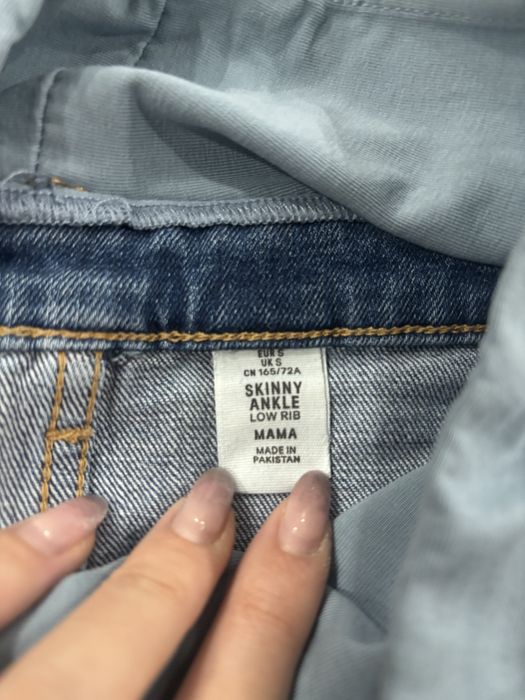 EUR S
UK S
CN 165/72A
SKINNY
ANKLE
LOW RIB
MAMA
MADE IN
PAKISTAN